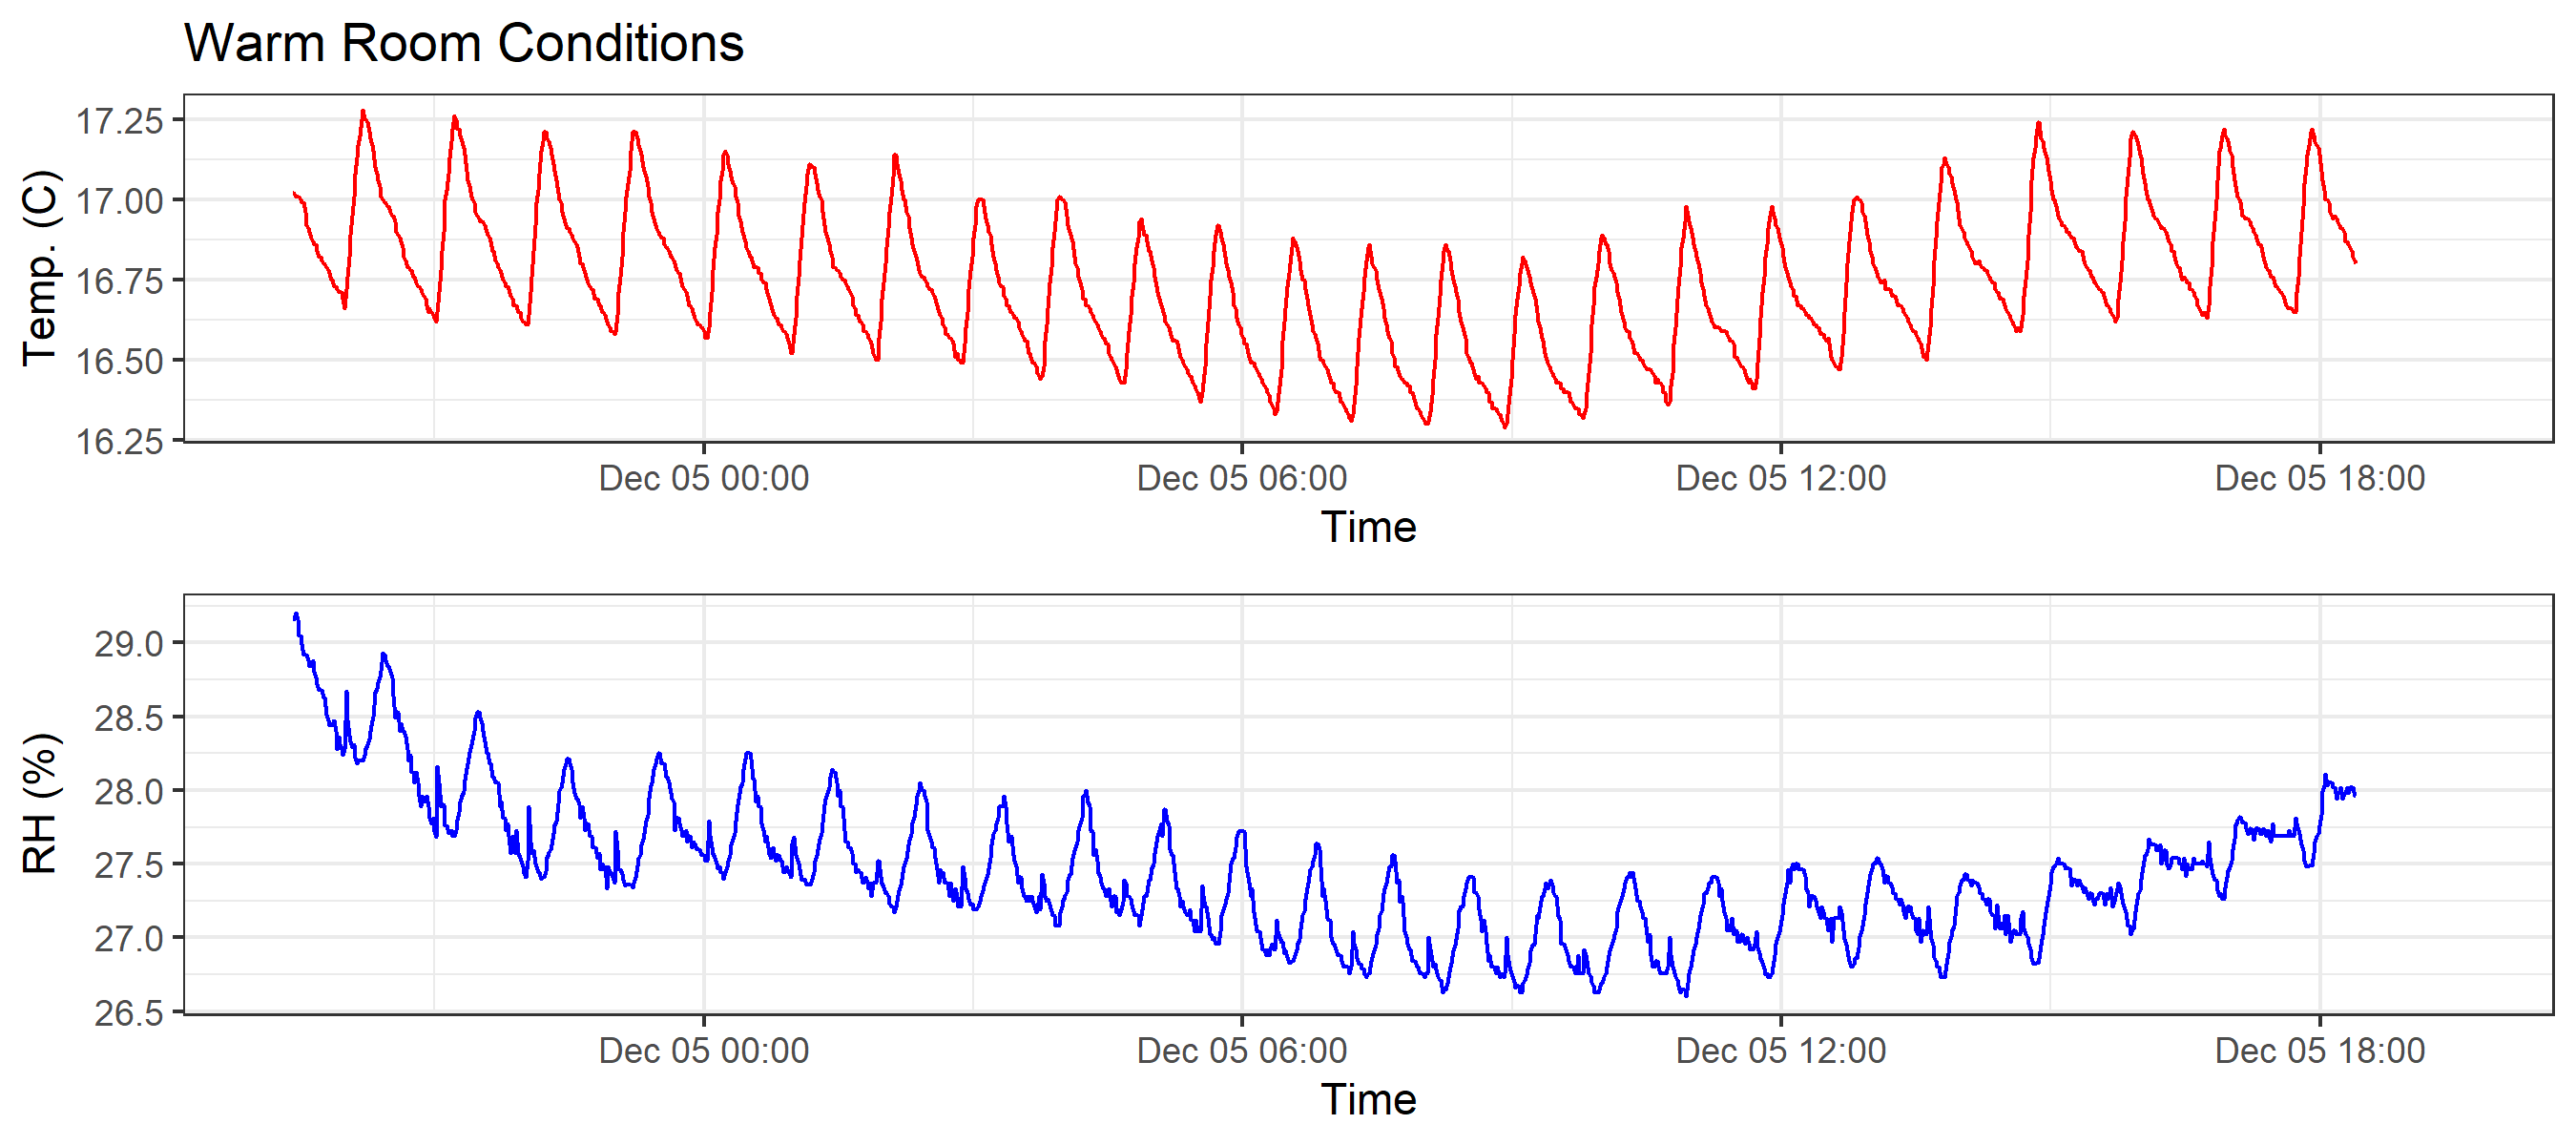 Warm Room Conditions
Temp. (C)
17.25
17.00
16.75
16.50
16.25
Dec 05 00:00 Dec 05 06:00 Dec 05 12:00 Dec 05 18:00
Time
RH (%)
29.0
28.5
28.0
27.5
27.0
26.5
Dec 05 00:00 Dec 05 06:00 Dec 05 12:00 Dec 05 18:00
Time